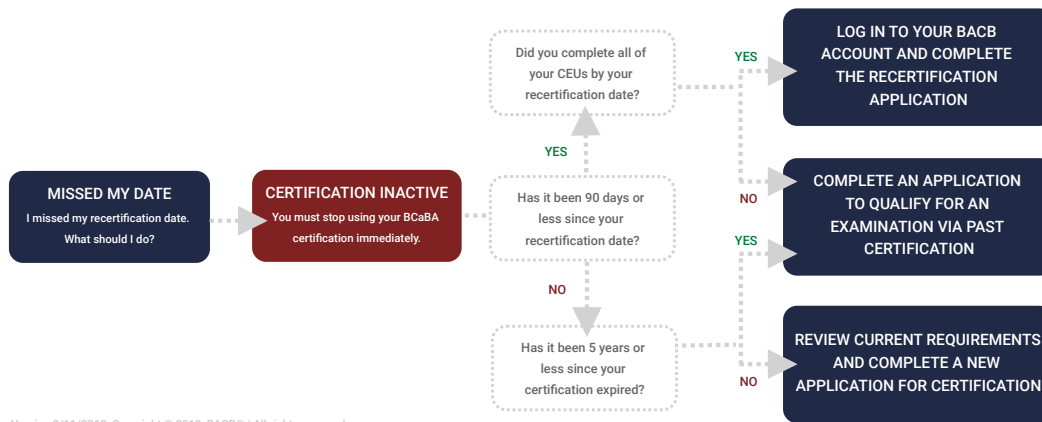 MISSED MY DATE
I missed my recertification date.
What should I do?
CERTIFICATION INACTIVE
You must stop using your BCaBA
certification immediately.
Has it been 90 days or
less since your
recertification date?
YES
Did you complete all of
your CEUs by your
recertification date?
YES
LOG IN TO YOUR BACB
ACCOUNT AND COMPLETE
THE RECERTIFICATION
APPLICATION
NO
COMPLETE AN APPLICATION
TO QUALIFY FOR AN
EXAMINATION VIA PAST
CERTIFICATION
NO
Has it been 5 years or
less since your
certification expired?
YES
NO
REVIEW CURRENT REQUIREMENTS
AND COMPLETE A NEW
APPLICATION FOR CERTIFICATION